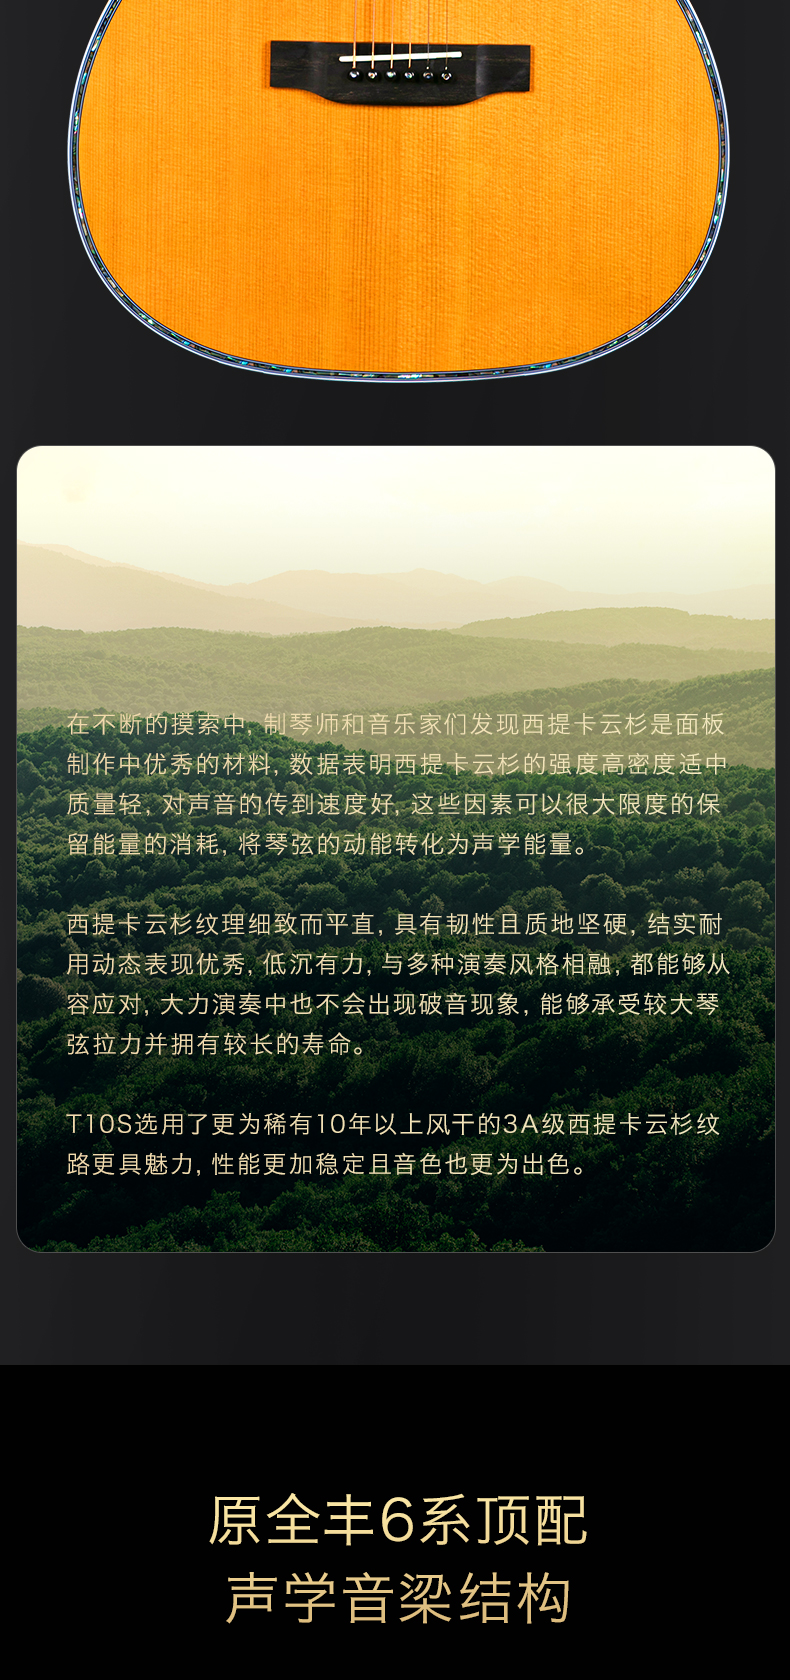 在不断的摸索中, 制琴师和音乐家们发现西提卡云杉是面板
制作中优秀的材料, 数据表明西提卡云杉的强度高密度适中
质量轻, 对声音的传到速度好, 这些因素可以很大限度的保
留能量的消耗, 将琴弦的动能转化为声学能量。
西提卡云杉纹理细致而平直, 具有韧性且质地坚硬, 结实耐
用动态表现优秀, 低沉有力, 与多种演奏风格相融, 都能够从
容应对, 大力演奏中也不会出现破音现象, 能够承受较大琴
弦拉力并拥有较长的寿命。
T10S选用了更为稀有10年以上风干的3A级西提卡云杉纹
路更具魅力, 性能更加稳定且音色也更为出色。
原全丰6系顶配
声学音梁结构